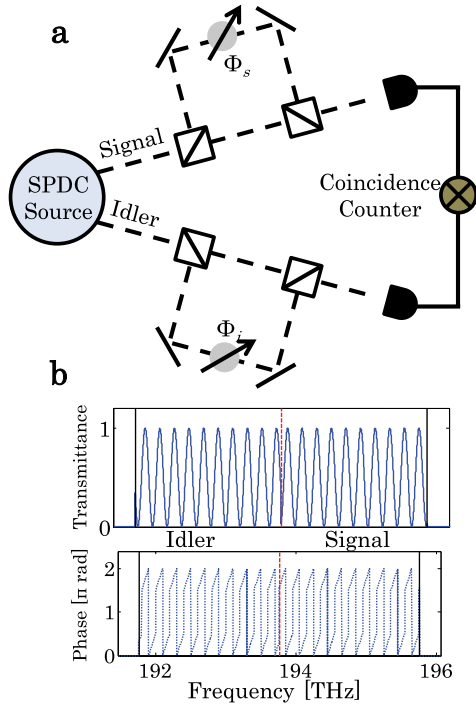 a
Φs
Signal
SPDC
Source
Idler
Coincidence
Counter
Φi
b
Transmittance
1
0
Idler
Signal
Phase [π rad]
2
1
0
192
194
196
Frequency [THz]